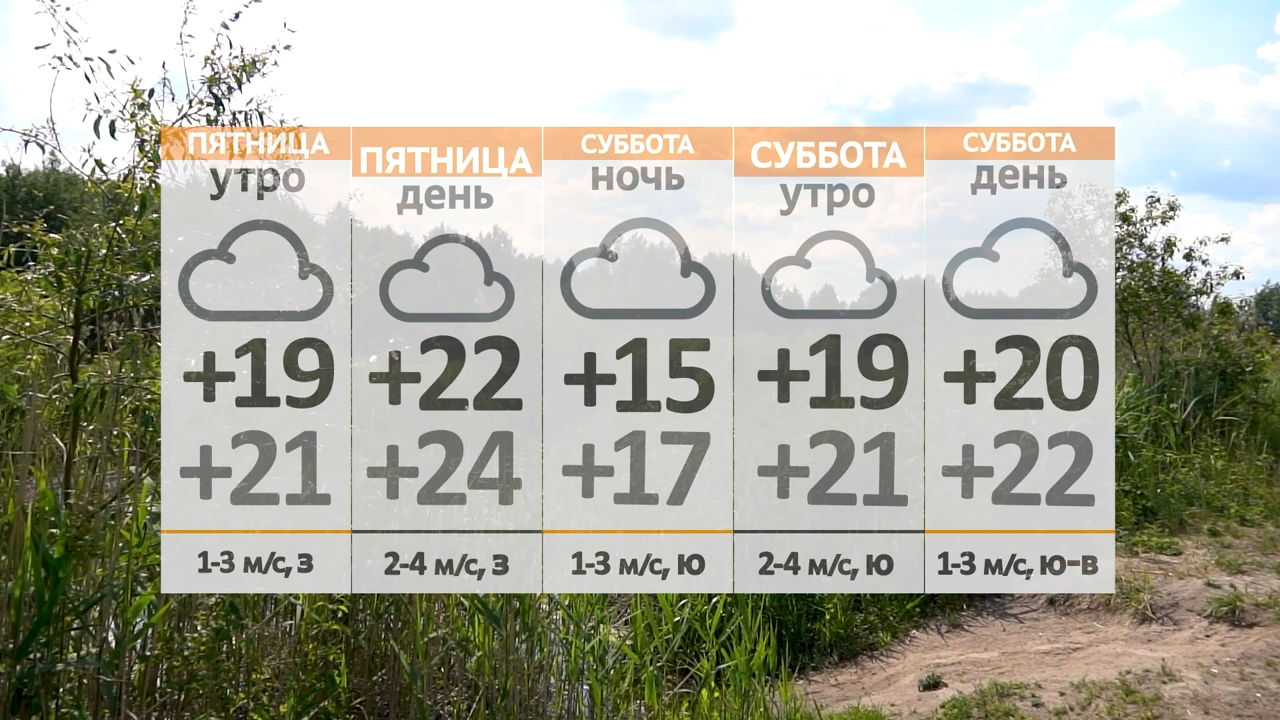 ПЯТНИЦА
утро
+19
+21
1-3 м/с, З
ПЯТНИЦА
день
+22
+24
2-4 м/с, З
СУББОТА
ночь
+15
+17
1-3 м/с, Ю
СУББОТА
утро
+19
+21
2-4 м/с, Ю
СУББОТА
день
+20
+22
1-3 м/с, Ю-В